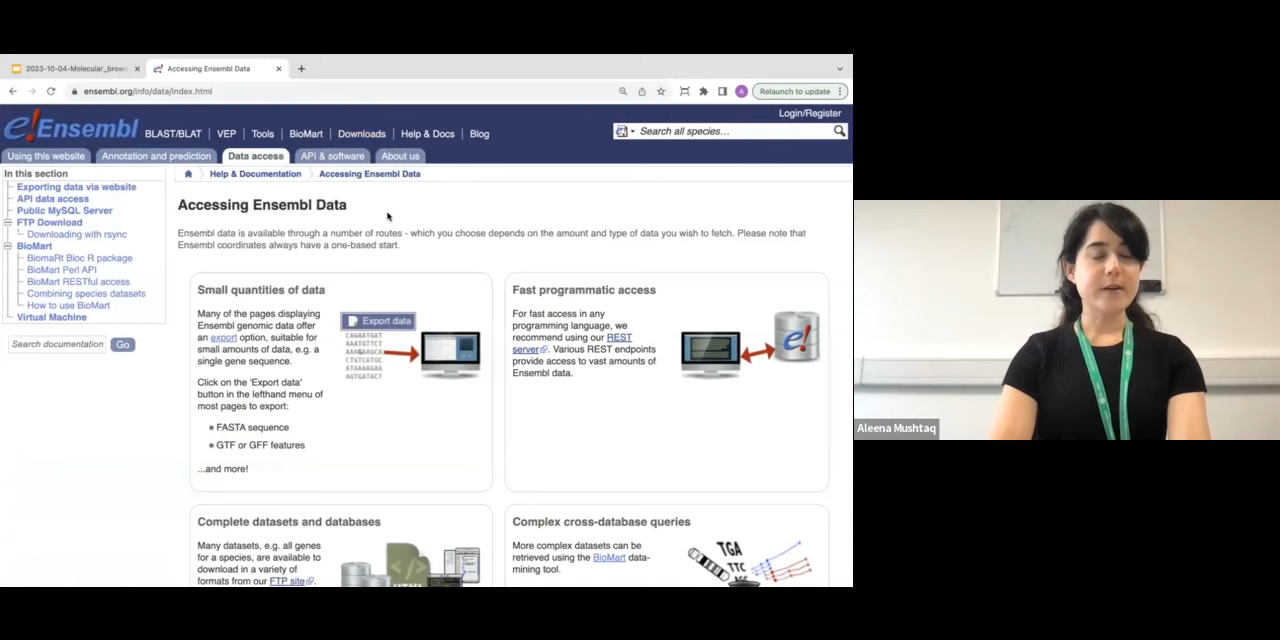 2023-10-04-Molecular_brows
Accessing Ensembl Data
ensembl.org/info/data/index.html
A
Relaunch to update
Login/Register
e!Ensembl
BLAST/BLAT | VEP | Tools | BioMart | Downloads | Help & Docs | Blog
Search all species…
Using this website
Annotation and prediction
Data access
API & software
About us
In this section
Exporting data via website
API data access
Public MySQL Server
FTP Download
Downloading with rsync
BioMart
BiomaRt Bioc R package
BioMart Perl API
BioMart RESTful access
Combining species datasets
How to use BioMart
Virtual Machine
Search documentation
Go
Help & Documentation
Accessing Ensembl Data
Accessing Ensembl Data
Ensembl data is available through a number of routes - which you choose depends on the amount and type of data you wish to fetch. Please note that
Ensembl coordinates always have a one-based start.
Small quantities of data
Many of the pages displaying
Ensembl genomic data offer
an export option, suitable for
small amounts of data, e.g. a
single gene sequence.
Click on the 'Export data'
button in the lefthand menu of
most pages to export:
FASTA sequence
GTF or GFF features
...and more!
Export data
CAGAATGAT
AAATGTTCT
AAAGAAGCA
CTGTCATGC
ATAAAAGAA
AGTGATACT
Fast programmatic access
For fast access in any
programming language, we
recommend using our REST
server. Various REST endpoints
provide access to vast amounts of
Ensembl data.
e!
Complete datasets and databases
Many datasets, e.g. all genes
for a species, are available to
download in a variety of
formats from our FTP site.
Complex cross-database queries
More complex datasets can be
retrieved using the BioMart data-
mining tool.
TGA
TTC
Aleena Mushtaq